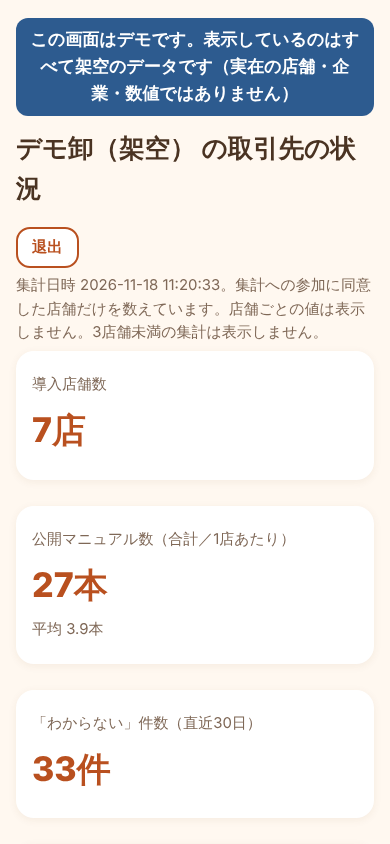 この画面はデモです。表示しているのはす
べて架空のデータです（実在の店舗・企
業・数値ではありません）
デモ卸（架空） の取引先の状
況
退出
集計日時 2026-11-18 11:20:33。集計への参加に同意
した店舗だけを数えています。店舗ごとの値は表示
しません。3店舗未満の集計は表示しません。
導入店舗数
7店
公開マニュアル数（合計／1店あたり）
27本
平均 3.9本
「わからない」件数（直近30日）
33件